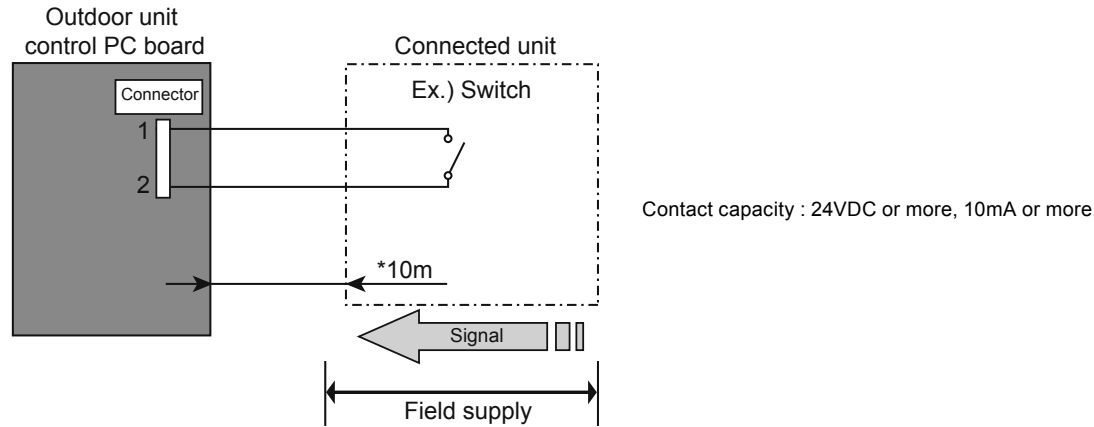 Outdoor unit
control PC board
Connector
1
2
Connected unit
Ex.) Switch
*10m
Signal
Field supply
Contact capacity : 24VDC or more, 10mA or more